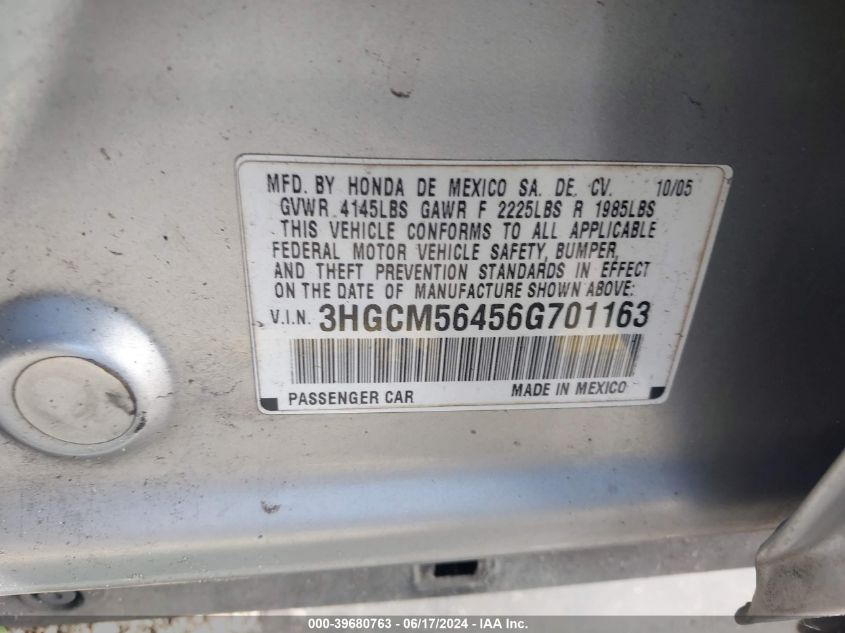 MFD. BY HONDA DE MEXICO SA. DE. CV. 10/05
GVWR 4145LBS GAWR F 2225LBS R 1985LBS
THIS VEHICLE CONFORMS TO ALL APPLICABLE
FEDERAL MOTOR VEHICLE SAFETY, BUMPER,
AND THEFT PREVENTION STANDARDS IN EFFECT
ON THE DATE OF MANUFACTURE SHOWN ABOVE:
V.I.N. 3HGCM56456G701163
PASSENGER CAR MADE IN MEXICO
000-39680763 - 06/17/2024 - IAA Inc.